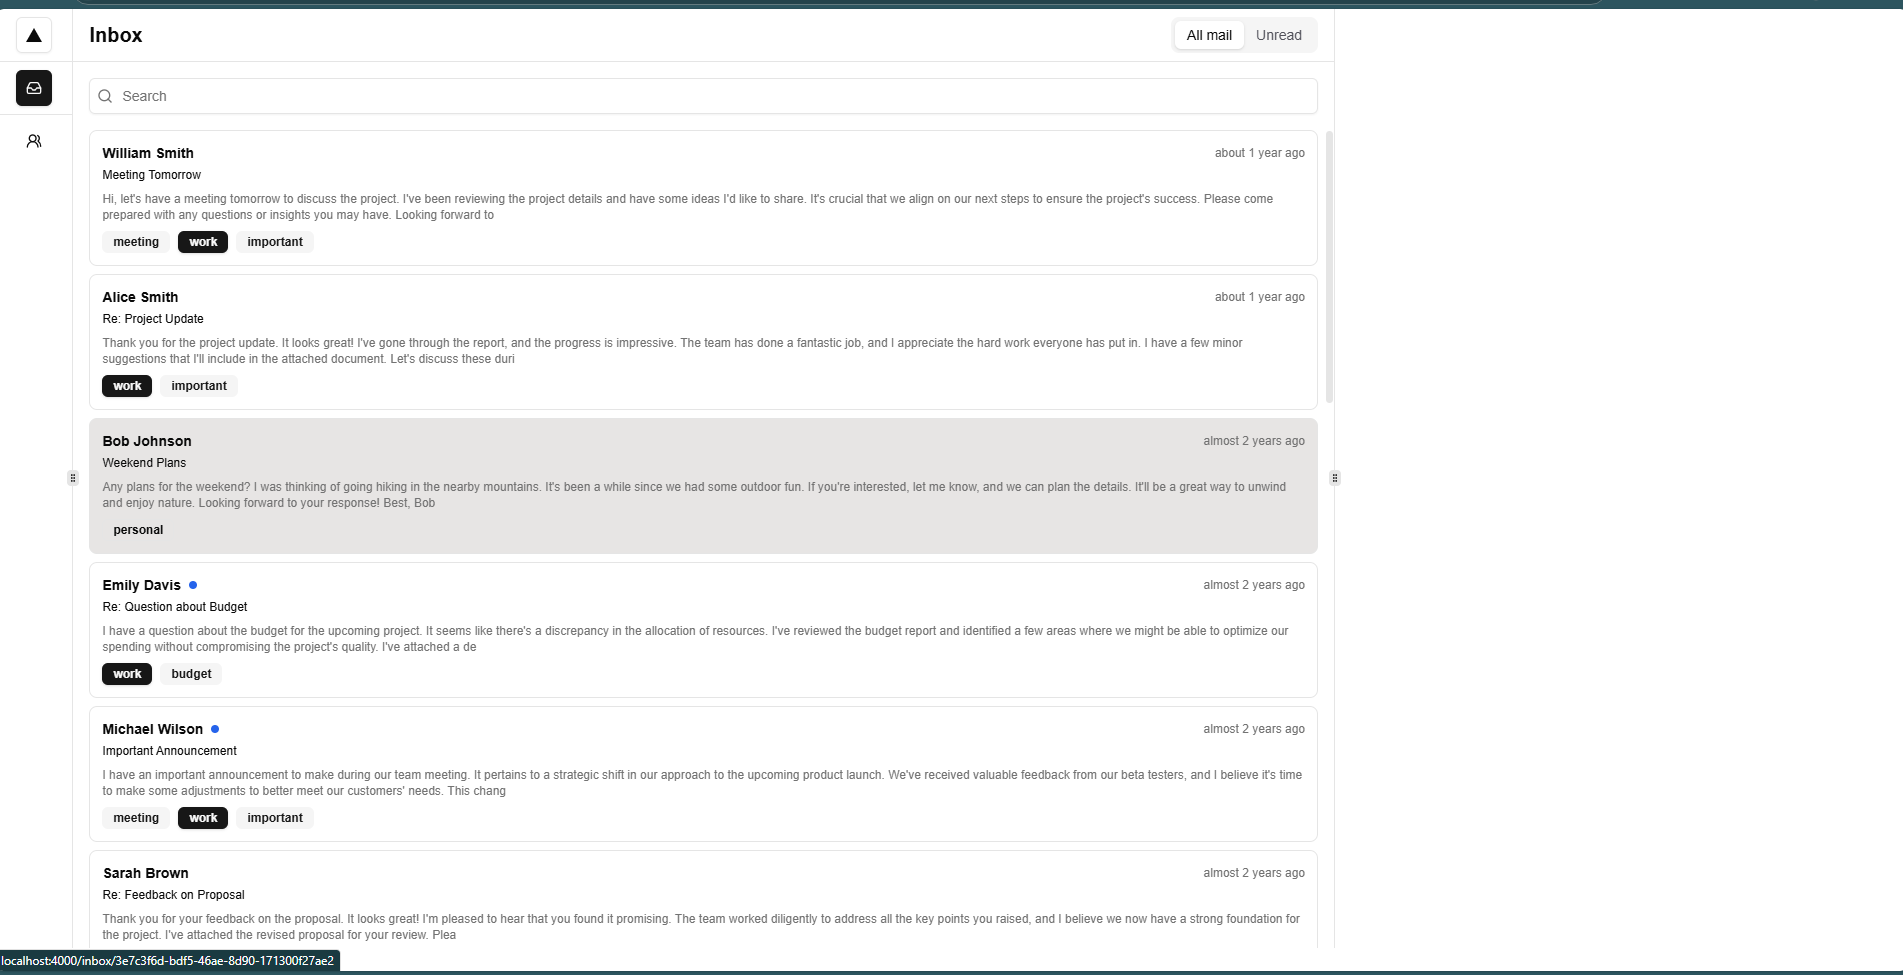 Inbox
All mail
Unread
Search
William Smith
about 1 year ago
Meeting Tomorrow
Hi, let's have a meeting tomorrow to discuss the project. I've been reviewing the project details and have some ideas I'd like to share. It's crucial that we align on our next steps to ensure the project's success. Please come
prepared with any questions or insights you may have. Looking forward to
meeting work important
Alice Smith
about 1 year ago
Re: Project Update
Thank you for the project update. It looks great! I've gone through the report, and the progress is impressive. The team has done a fantastic job, and I appreciate the hard work everyone has put in. I have a few minor
suggestions that I'll include in the attached document. Let's discuss these duri
work important
Bob Johnson
almost 2 years ago
Weekend Plans
Any plans for the weekend? I was thinking of going hiking in the nearby mountains. It's been a while since we had some outdoor fun. If you're interested, let me know, and we can plan the details. It'll be a great way to unwind
and enjoy nature. Looking forward to your response! Best, Bob
personal
Emily Davis
almost 2 years ago
Re: Question about Budget
I have a question about the budget for the upcoming project. It seems like there's a discrepancy in the allocation of resources. I've reviewed the budget report and identified a few areas where we might be able to optimize our
spending without compromising the project's quality. I've attached a de
work budget
Michael Wilson
almost 2 years ago
Important Announcement
I have an important announcement to make during our team meeting. It pertains to a strategic shift in our approach to the upcoming product launch. We've received valuable feedback from our beta testers, and I believe it's time
to make some adjustments to better meet our customers' needs. This chang
meeting work important
Sarah Brown
almost 2 years ago
Re: Feedback on Proposal
Thank you for your feedback on the proposal. It looks great! I'm pleased to hear that you found it promising. The team worked diligently to address all the key points you raised, and I believe we now have a strong foundation for
the project. I've attached the revised proposal for your review. Plea
localhost:4000/inbox/3e7c3f6d-bdf5-46ae-8d90-171300f27ae2